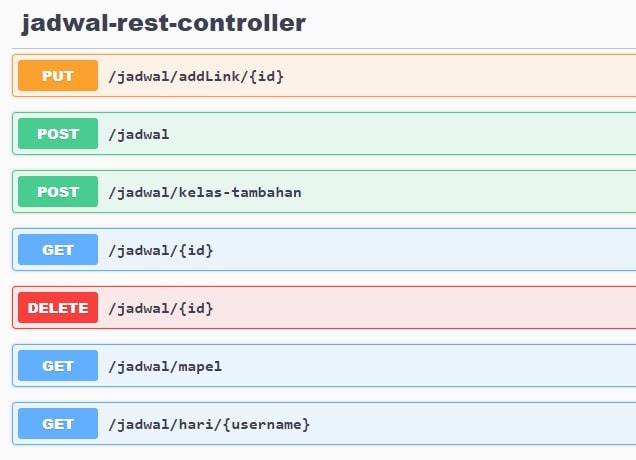 jadwal-rest-controller
PUT /jadwal/addLink/{id}
POST /jadwal
POST /jadwal/kelas-tambahan
GET /jadwal/{id}
DELETE /jadwal/{id}
GET /jadwal/mapel
GET /jadwal/hari/{username}